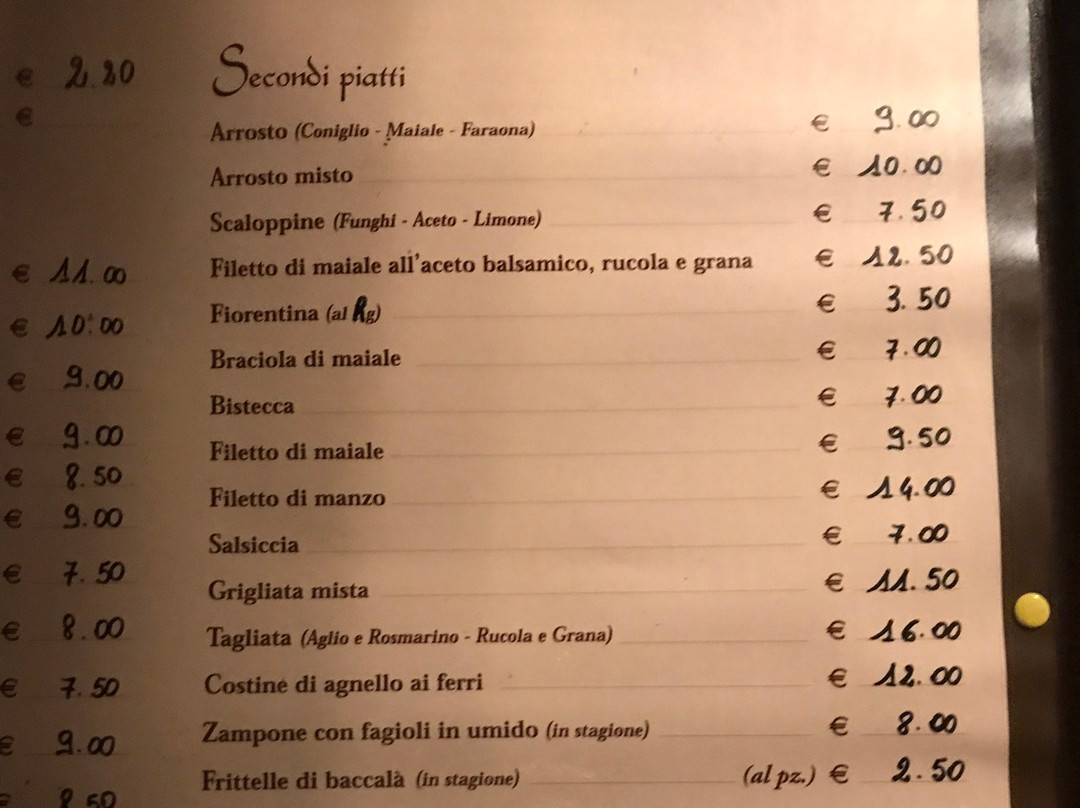 € 2.20
€
€ 11.00
€ 10.00
€ 9.00
€ 9.00
€ 8.50
€ 9.00
€ 7.50
€ 8.00
€ 7.50
€ 9.00
8.50
Secondi piatti
Arrosto (Coniglio - Maiale - Faraona) € 9.00
Arrosto misto € 10.00
Scaloppine (Funghi - Aceto - Limone) € 7.50
Filetto di maiale all'aceto balsamico, rucola e grana € 12.50
Fiorentina (al Kg) € 3.50
Braciola di maiale € 7.00
Bistecca € 7.00
Filetto di maiale € 9.50
Filetto di manzo € 14.00
Salsiccia € 7.00
Grigliata mista € 11.50
Tagliata (Aglio e Rosmarino - Rucola e Grana) € 16.00
Costine di agnello ai ferri € 12.00
Zampone con fagioli in umido (in stagione) € 8.00
Frittelle di baccalà (in stagione) (al pz.) € 2.50